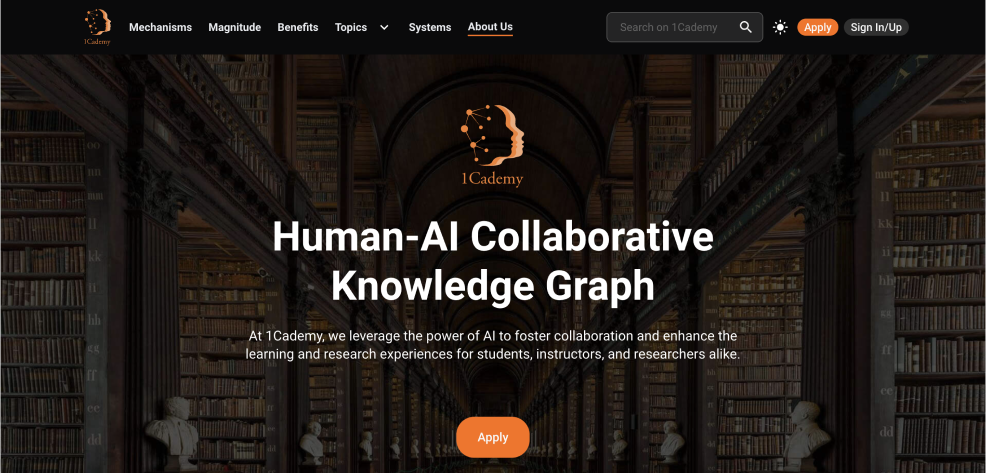 1Cademy
Mechanisms Magnitude Benefits Topics Systems About Us
Search on 1Cademy
Apply Sign In/Up
1Cademy
Human-AI Collaborative
Knowledge Graph
At 1Cademy, we leverage the power of AI to foster collaboration and enhance the
learning and research experiences for students, instructors, and researchers alike.
Apply